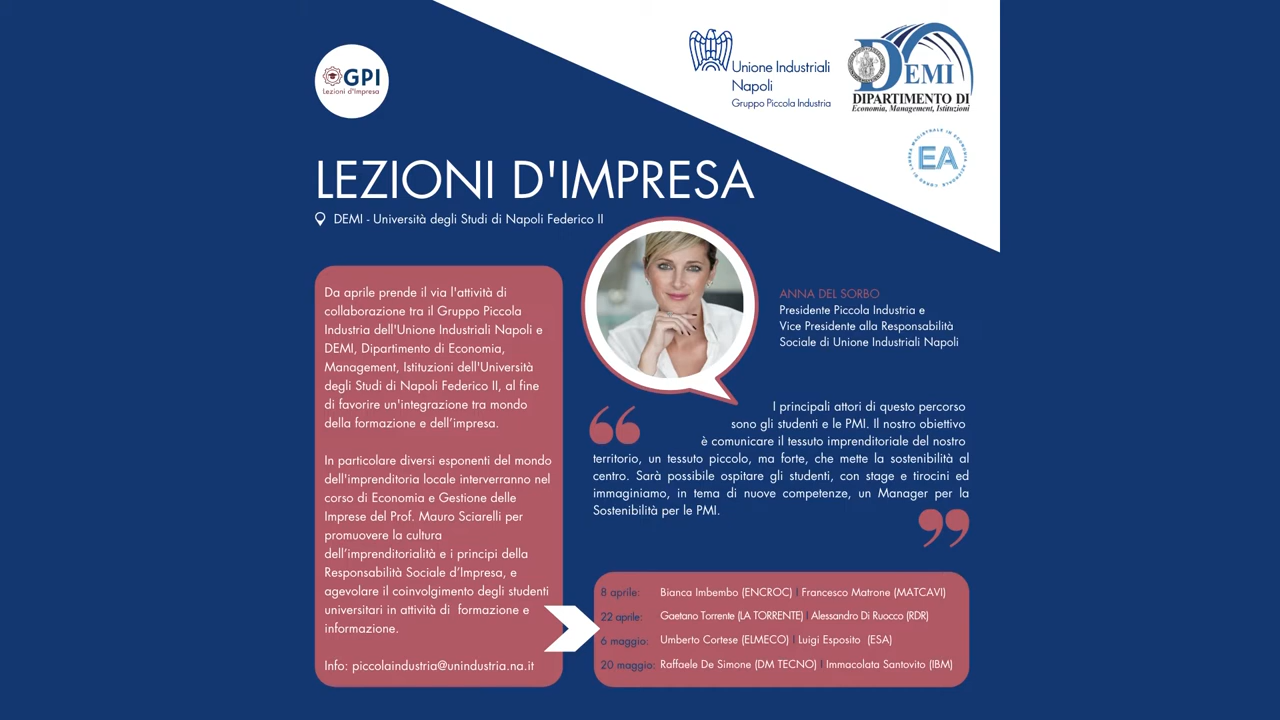 GPI
Lezioni d'Impresa
Unione Industriali
Napoli
Gruppo Piccola Industria
DEMI
DIPARTIMENTO DI
Economia, Management, Istituzioni
EA
LEZIONI D'IMPRESA
DEMI - Università degli Studi di Napoli Federico II
Da aprile prende il via l'attività di
collaborazione tra il Gruppo Piccola
Industria dell'Unione Industriali Napoli e
DEMI, Dipartimento di Economia,
Management, Istituzioni dell'Università
degli Studi di Napoli Federico II, al fine
di favorire un'integrazione tra mondo
della formazione e dell’impresa.
In particolare diversi esponenti del mondo
dell'imprenditoria locale interverranno nel
corso di Economia e Gestione delle
Imprese del Prof. Mauro Sciarelli per
promuovere la cultura
dell’imprenditorialità e i principi della
Responsabilità Sociale d’Impresa, e
agevolare il coinvolgimento degli studenti
universitari in attività di formazione e
informazione.
Info: piccolaindustria@unindustria.na.it
ANNA DEL SORBO
Presidente Piccola Industria e
Vice Presidente alla Responsabilità
Sociale di Unione Industriali Napoli
“
I principali attori di questo percorso
sono gli studenti e le PMI. Il nostro obiettivo
è comunicare il tessuto imprenditoriale del nostro
territorio, un tessuto piccolo, ma forte, che mette la sostenibilità al
centro. Sarà possibile ospitare gli studenti, con stage e tirocini ed
immaginiamo, in tema di nuove competenze, un Manager per la
Sostenibilità per le PMI.
”
8 aprile: Bianca Imbembo (ENCROC) | Francesco Matrone (MATCAVI)
22 aprile: Gaetano Torrente (LA TORRENTE) | Alessandro Di Ruocco (RDR)
6 maggio: Umberto Cortese (ELMECO) | Luigi Esposito (ESA)
20 maggio: Raffaele De Simone (DM TECNO) | Immacolata Santovito (IBM)